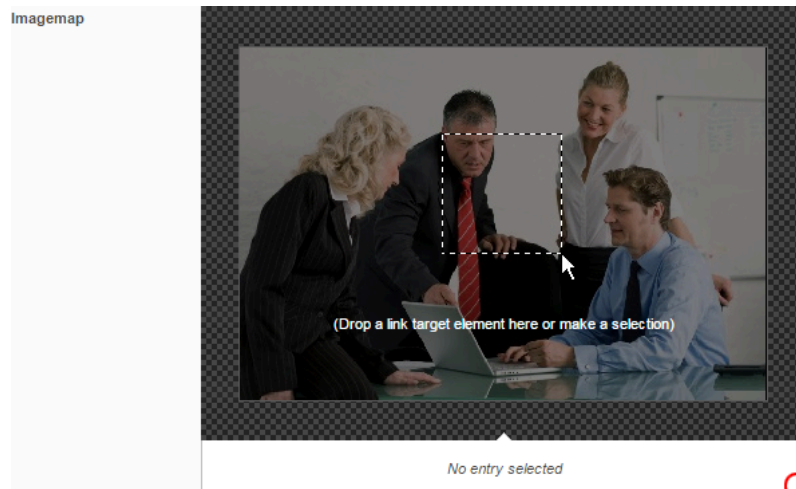 Imagemap
(Drop a link target element here or make a selection)
No entry selected